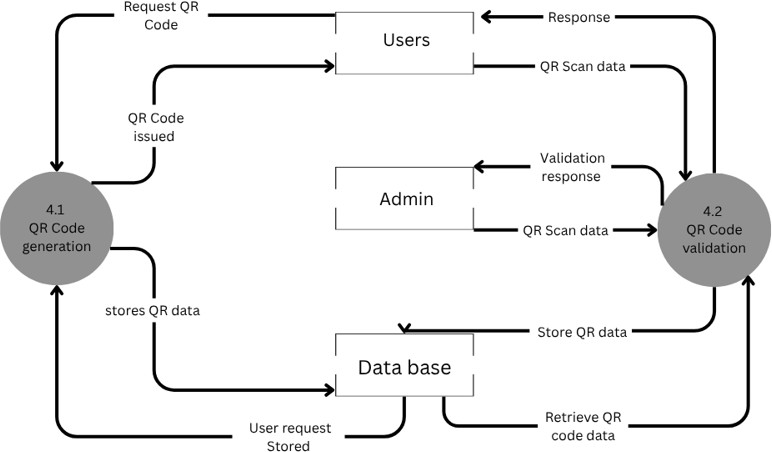 Request QR
Code
Users
Response
QR Scan data
QR Code
issued
Validation
response
Admin
4.1
QR Code
generation
4.2
QR Code
validation
QR Scan data
stores QR data
Store QR data
Data base
User request
Stored
Retrieve QR
code data